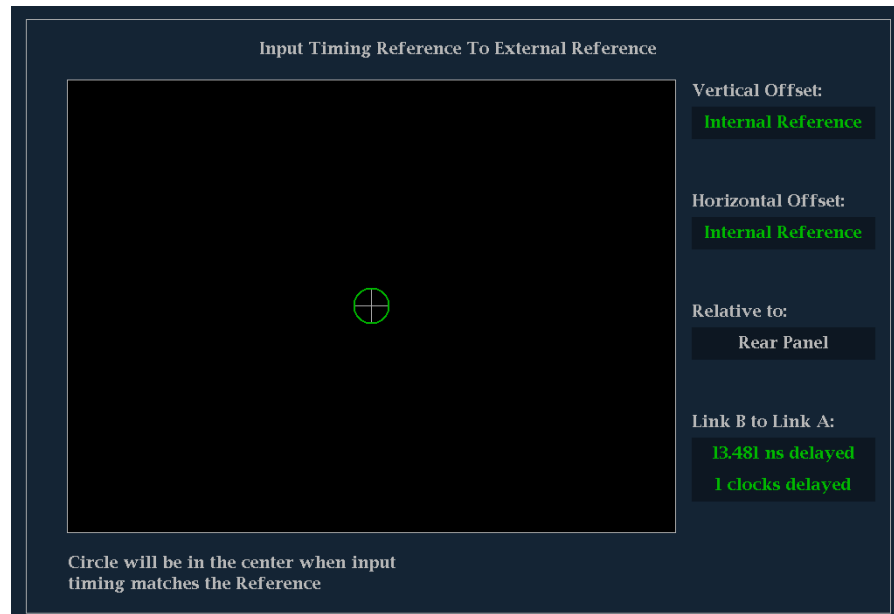 Input Timing Reference To External Reference
Vertical Offset:
Internal Reference
Horizontal Offset:
Internal Reference
Relative to:
Rear Panel
Link B to Link A:
13.481 ns delayed
1 clocks delayed
Circle will be in the center when input
timing matches the Reference